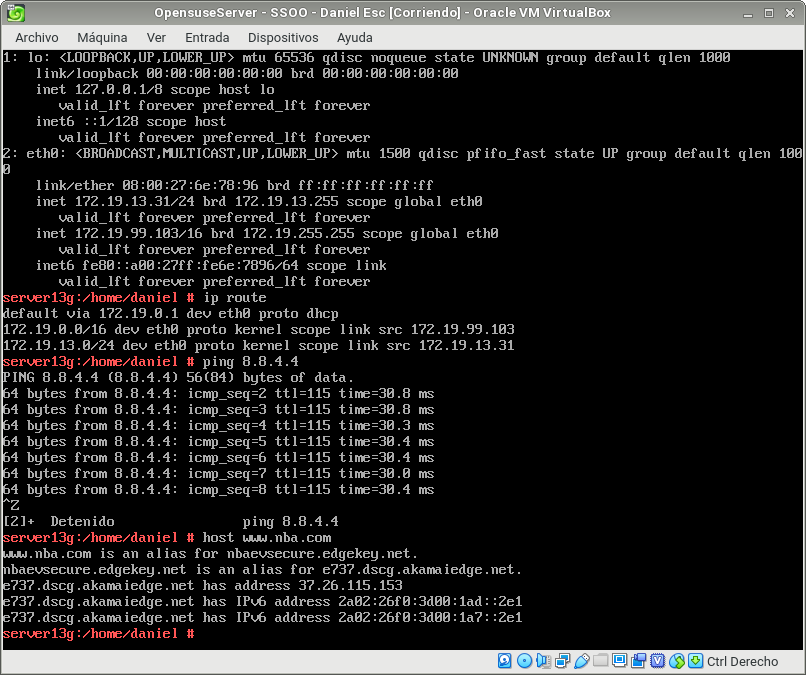 OpensuseServer - SSOO - Daniel Esc [Corriendo] - Oracle VM VirtualBox
Archivo Máquina Ver Entrada Dispositivos Ayuda
1: lo: <LOOPBACK,UP,LOWER_UP> mtu 65536 qdisc noqueue state UNKNOWN group default qlen 1000
    link/loopback 00:00:00:00:00:00 brd 00:00:00:00:00:00
    inet 127.0.0.1/8 scope host lo
       valid_lft forever preferred_lft forever
    inet6 ::1/128 scope host
       valid_lft forever preferred_lft forever
2: eth0: <BROADCAST,MULTICAST,UP,LOWER_UP> mtu 1500 qdisc pfifo_fast state UP group default qlen 100
0
    link/ether 08:00:27:6e:78:96 brd ff:ff:ff:ff:ff:ff
    inet 172.19.13.31/24 brd 172.19.13.255 scope global eth0
       valid_lft forever preferred_lft forever
    inet 172.19.99.103/16 brd 172.19.255.255 scope global eth0
       valid_lft forever preferred_lft forever
    inet6 fe80::a00:27ff:fe6e:7896/64 scope link
       valid_lft forever preferred_lft forever
server13g:/home/daniel # ip route
default via 172.19.0.1 dev eth0 proto dhcp
172.19.0.0/16 dev eth0 proto kernel scope link src 172.19.99.103
172.19.13.0/24 dev eth0 proto kernel scope link src 172.19.13.31
server13g:/home/daniel # ping 8.8.4.4
PING 8.8.4.4 (8.8.4.4) 56(84) bytes of data.
64 bytes from 8.8.4.4: icmp_seq=2 ttl=115 time=30.8 ms
64 bytes from 8.8.4.4: icmp_seq=3 ttl=115 time=30.8 ms
64 bytes from 8.8.4.4: icmp_seq=4 ttl=115 time=30.3 ms
64 bytes from 8.8.4.4: icmp_seq=5 ttl=115 time=30.4 ms
64 bytes from 8.8.4.4: icmp_seq=6 ttl=115 time=30.4 ms
64 bytes from 8.8.4.4: icmp_seq=7 ttl=115 time=30.0 ms
64 bytes from 8.8.4.4: icmp_seq=8 ttl=115 time=30.4 ms
^Z
[2]+  Detenido                ping 8.8.4.4
server13g:/home/daniel # host www.nba.com
www.nba.com is an alias for nbaevsecure.edgekey.net.
nbaevsecure.edgekey.net is an alias for e737.dscg.akamaiedge.net.
e737.dscg.akamaiedge.net has address 37.26.115.153
e737.dscg.akamaiedge.net has IPv6 address 2a02:26f0:3d00:1ad::2e1
e737.dscg.akamaiedge.net has IPv6 address 2a02:26f0:3d00:1a7::2e1
server13g:/home/daniel #
Ctrl Derecho